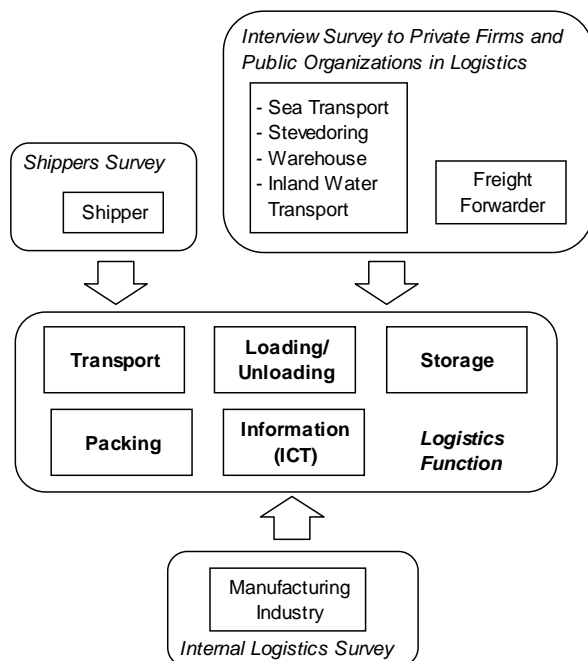 Interview Survey to Private Firms and
Public Organizations in Logistics
- Sea Transport
- Stevedoring
- Warehouse
- Inland Water
Transport
Freight
Forwarder
Shippers Survey
Shipper
Transport
Loading/
Unloading
Storage
Packing
Information
(ICT)
Logistics
Function
Manufacturing
Industry
Internal Logistics Survey